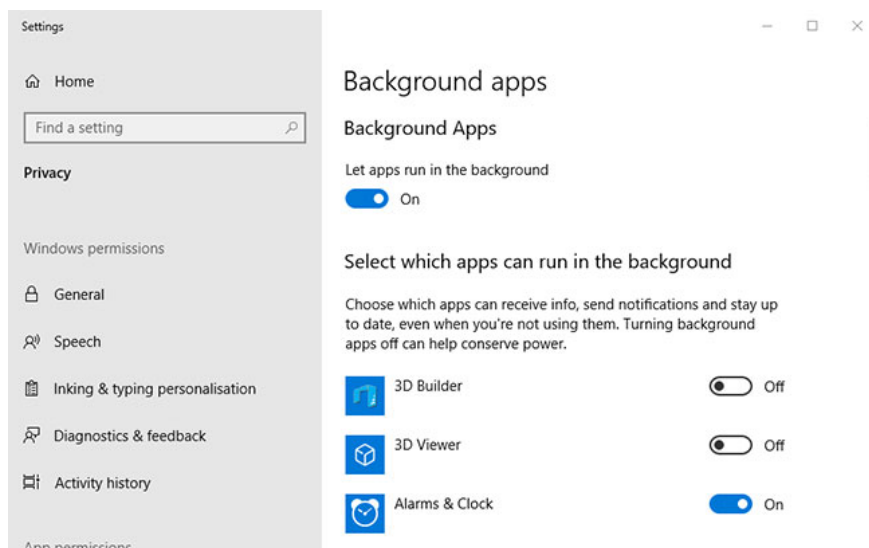 Settings
Home
Find a setting
Privacy
Windows permissions
General
Speech
Inking & typing personalisation
Diagnostics & feedback
Activity history
App permissions
Background apps
Background Apps
Let apps run in the background
On
Select which apps can run in the background
Choose which apps can receive info, send notifications and stay up
to date, even when you're not using them. Turning background
apps off can help conserve power.
3D Builder Off
3D Viewer Off
Alarms & Clock On